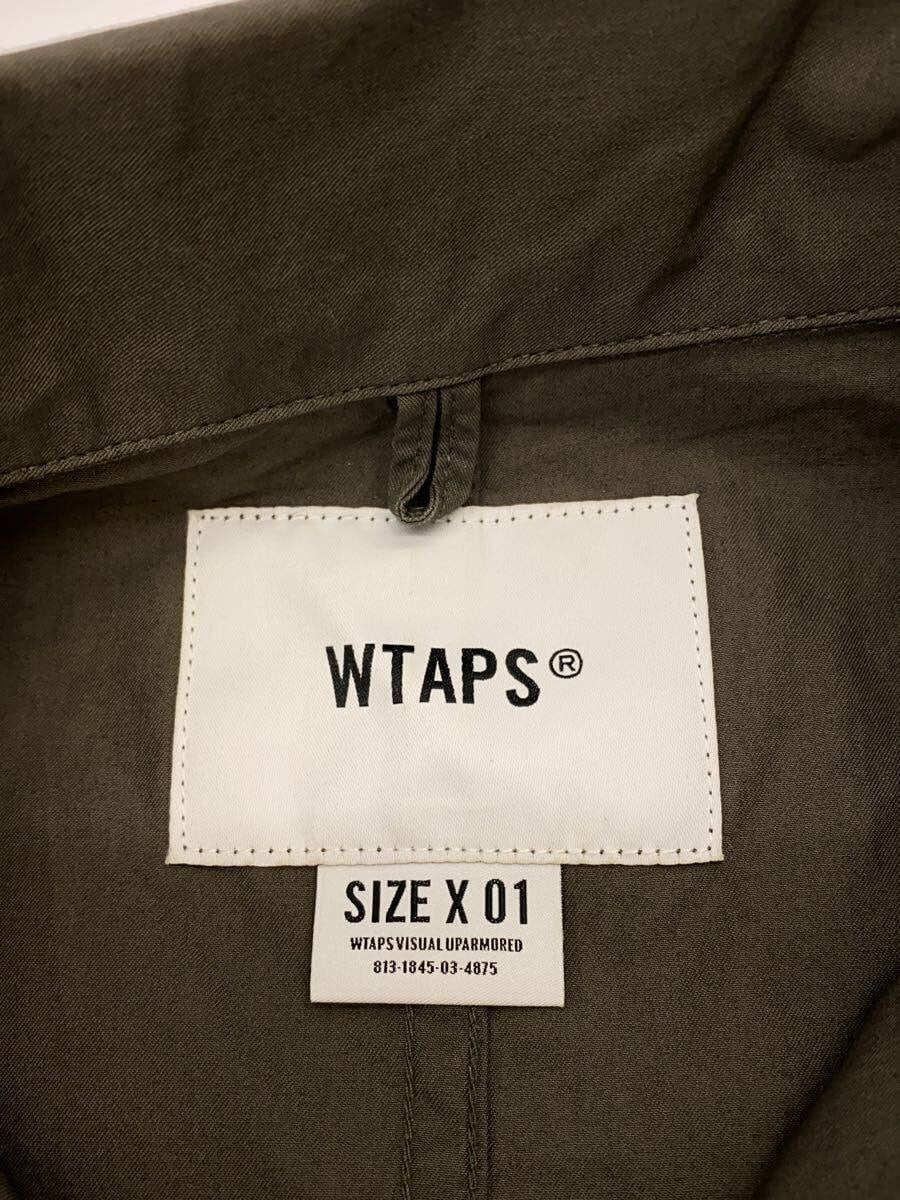 WTAPS®
SIZE X 01
WTAPS VISUAL UPARMORED
813-1845-03-4875